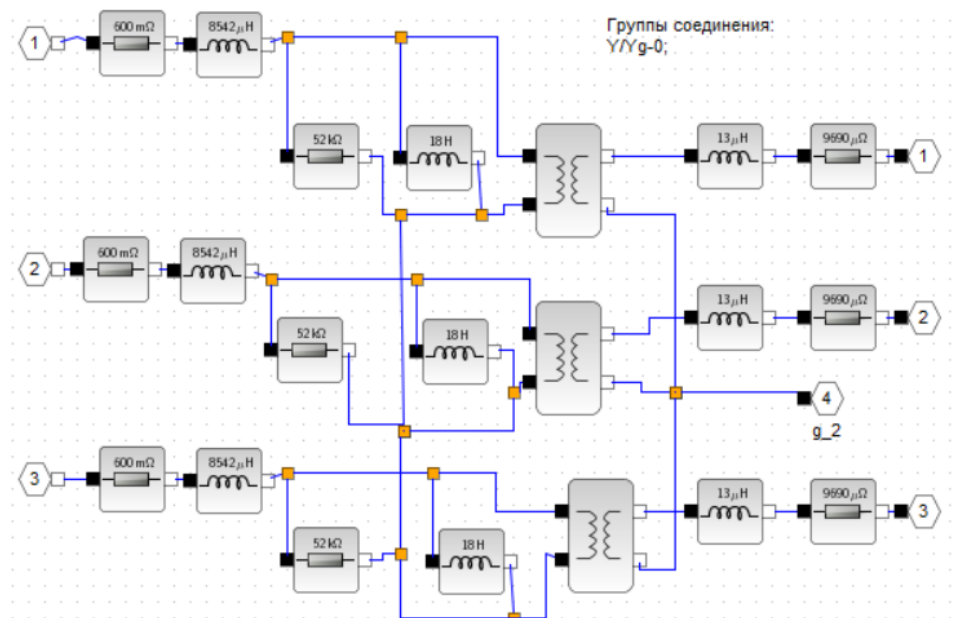 Группы соединения:
Y/Yg-0;
1
600 mΩ
8542 μH
52 kΩ
18 H
13 μH
9690 μΩ
1
2
600 mΩ
8542 μH
52 kΩ
18 H
13 μH
9690 μΩ
2
4
g_2
3
600 mΩ
8542 μH
52 kΩ
18 H
13 μH
9690 μΩ
3